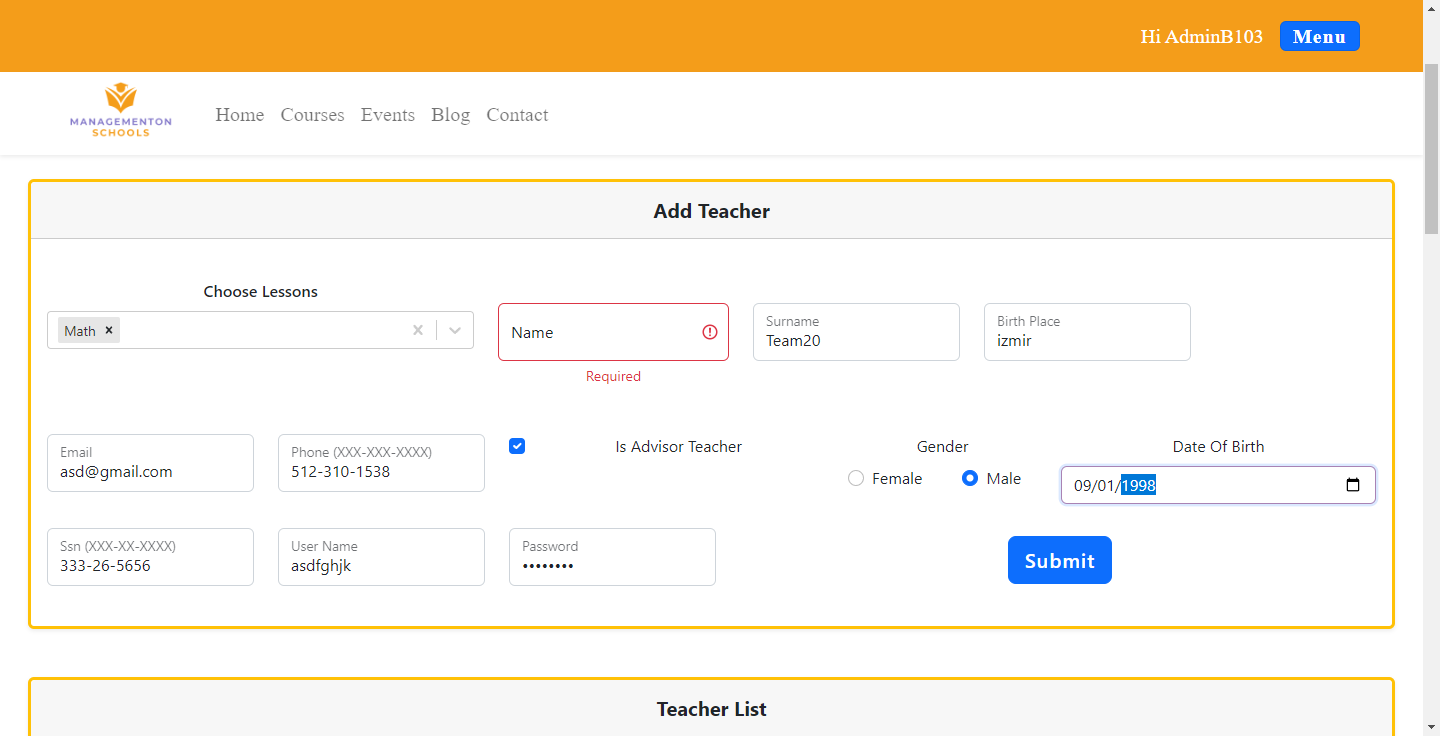 Hi AdminB103 Menu
MANAGEMENTON
SCHOOLS
Home Courses Events Blog Contact
Add Teacher
Choose Lessons
Math
Name
Required
Surname
Team20
Birth Place
izmir
Email
asd@gmail.com
Phone (XXX-XXX-XXXX)
512-310-1538
Is Advisor Teacher
Gender
Female Male
Date Of Birth
09/01/1998
Ssn (XXX-XX-XXXX)
333-26-5656
User Name
asdfghjk
Password
••••••••
Submit
Teacher List